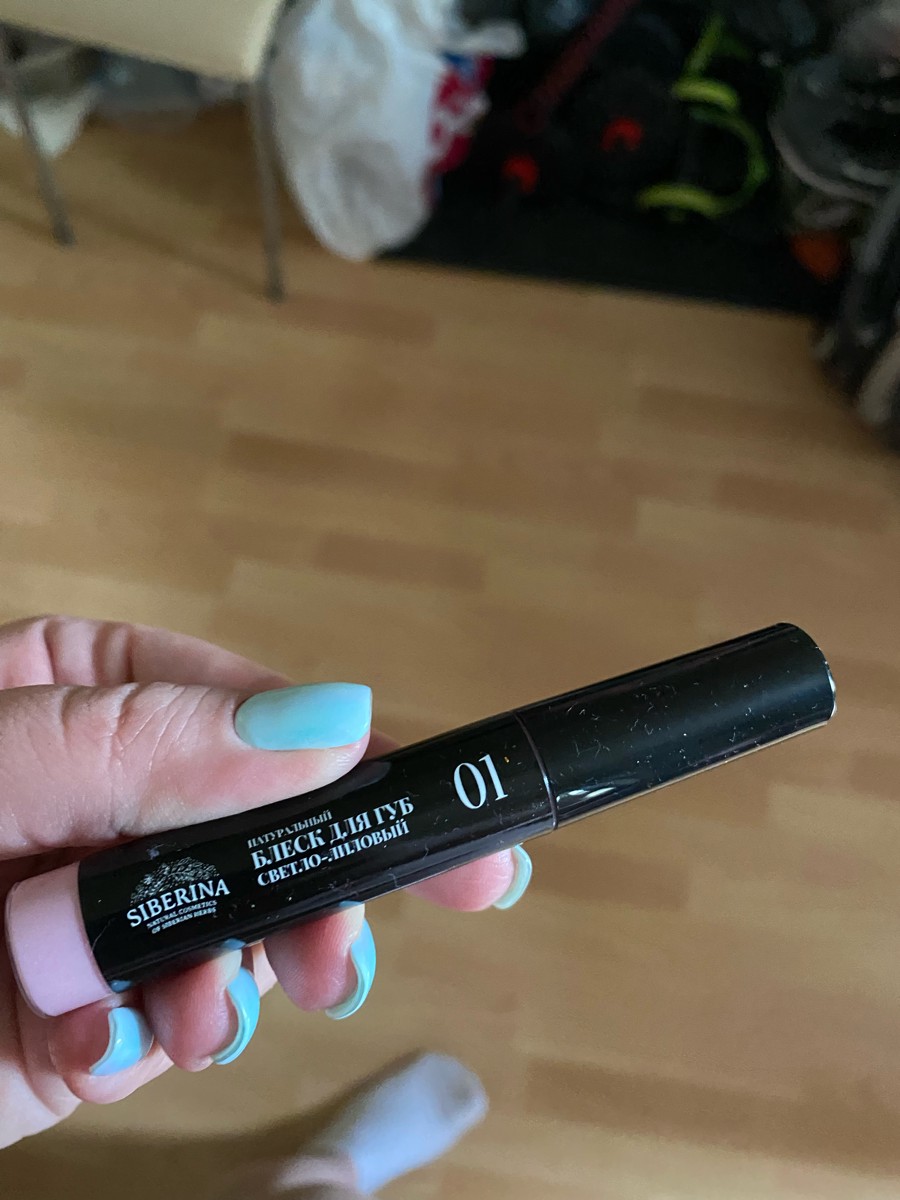 SIBERINA
NATURAL COSMETICS
OF SIBERIAN HERBS
НАТУРАЛЬНЫЙ
БЛЕСК ДЛЯ ГУБ
СВЕТЛО-ЛИЛОВЫЙ
01